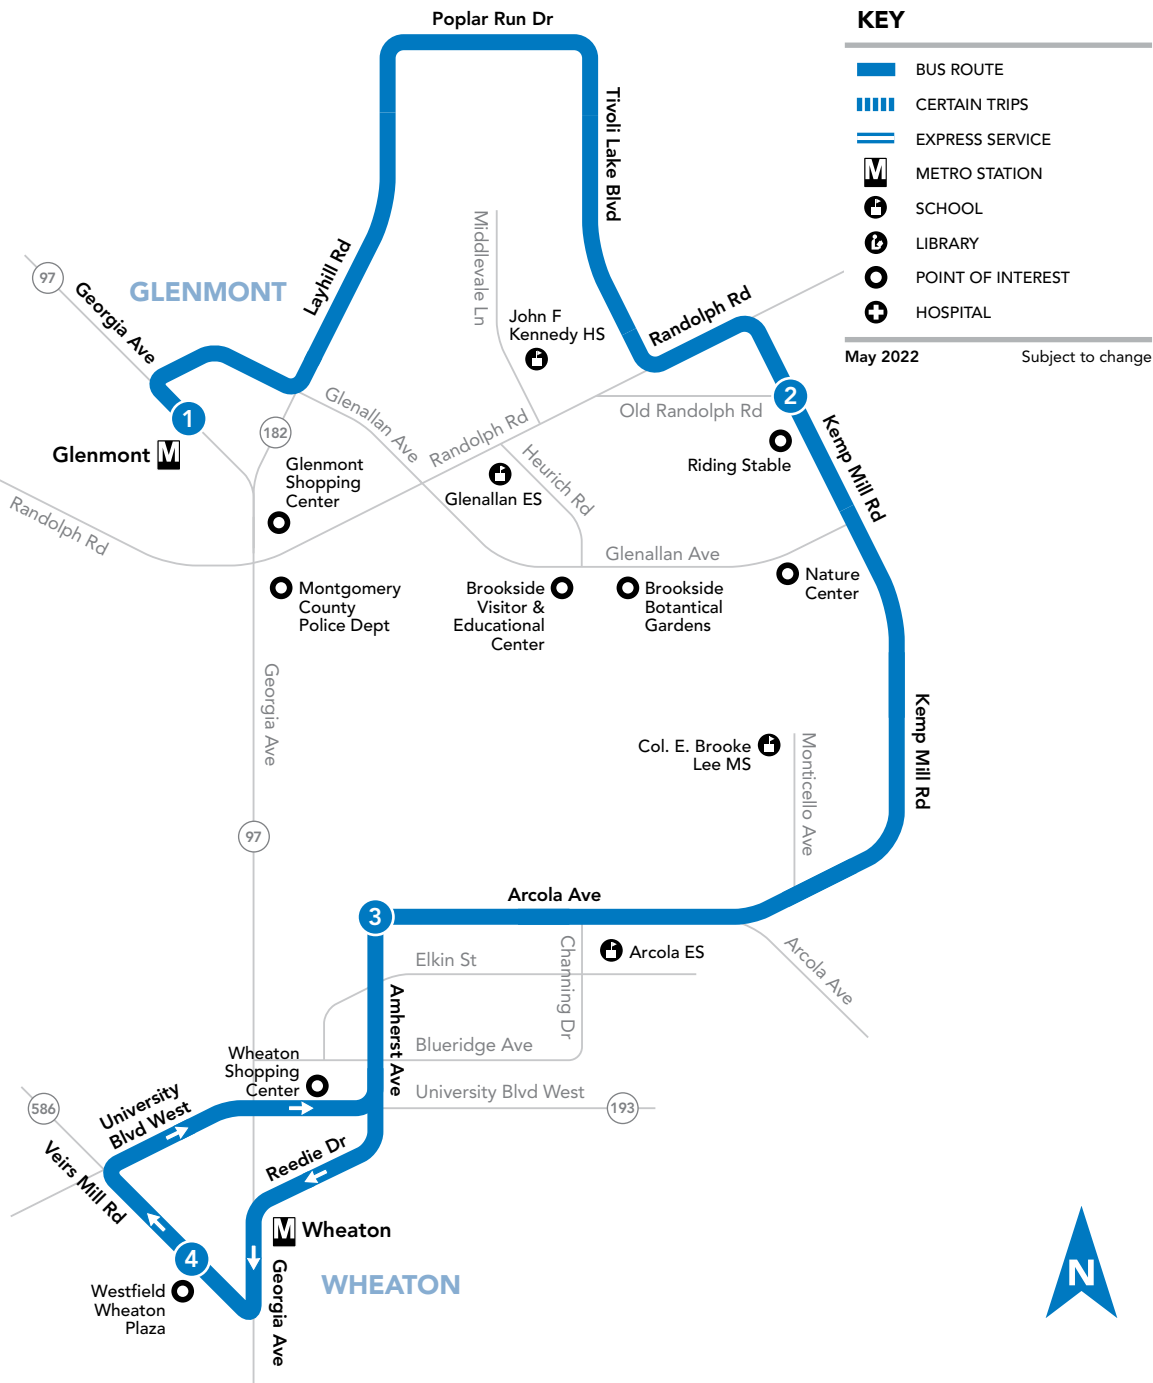 Poplar Run Dr
KEY
BUS ROUTE
CERTAIN TRIPS
EXPRESS SERVICE
M
METRO STATION
SCHOOL
LIBRARY
POINT OF INTEREST
HOSPITAL
May 2022
Subject to change
Tivoli Lake Blvd
Middlevale Ln
97
GLENMONT
Layhill Rd
Georgia Ave
John F
Kennedy HS
Randolph Rd
1
2
Old Randolph Rd
Glenallan Ave
182
Randolph Rd
Kemp Mill Rd
Glenmont
M
Glenmont
Shopping
Center
Riding Stable
Heurich Rd
Glenallan ES
Randolph Rd
Glenallan Ave
Montgomery
County
Police Dept
Brookside
Visitor &
Educational
Center
Brookside
Botantical
Gardens
Nature
Center
Georgia Ave
Kemp Mill Rd
Col. E. Brooke
Lee MS
Monticello Ave
97
Arcola Ave
3
Elkin St
Channing Dr
Arcola ES
Arcola Ave
Amherst Ave
Blueridge Ave
Wheaton
Shopping
Center
University Blvd West
193
586
University
Blvd West
Veirs Mill Rd
Reedie Dr
M
Wheaton
4
Westfield
Wheaton
Plaza
Georgia Ave
WHEATON
N